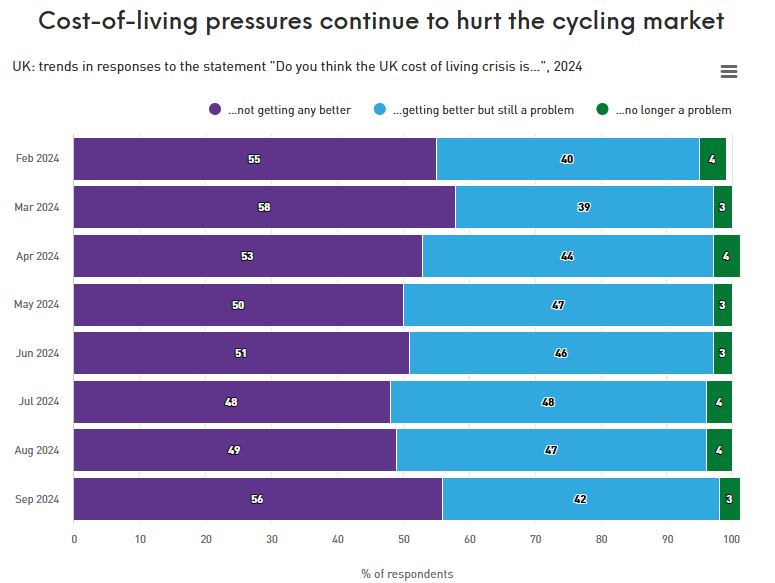 Cost-of-living pressures continue to hurt the cycling market
UK: trends in responses to the statement "Do you think the UK cost of living crisis is...", 2024
...not getting any better ...getting better but still a problem ...no longer a problem
Feb 2024 55 40 4
Mar 2024 58 39 3
Apr 2024 53 44 4
May 2024 50 47 3
Jun 2024 51 46 3
Jul 2024 48 48 4
Aug 2024 49 47 4
Sep 2024 56 42 3
0 10 20 30 40 50 60 70 80 90 100
% of respondents